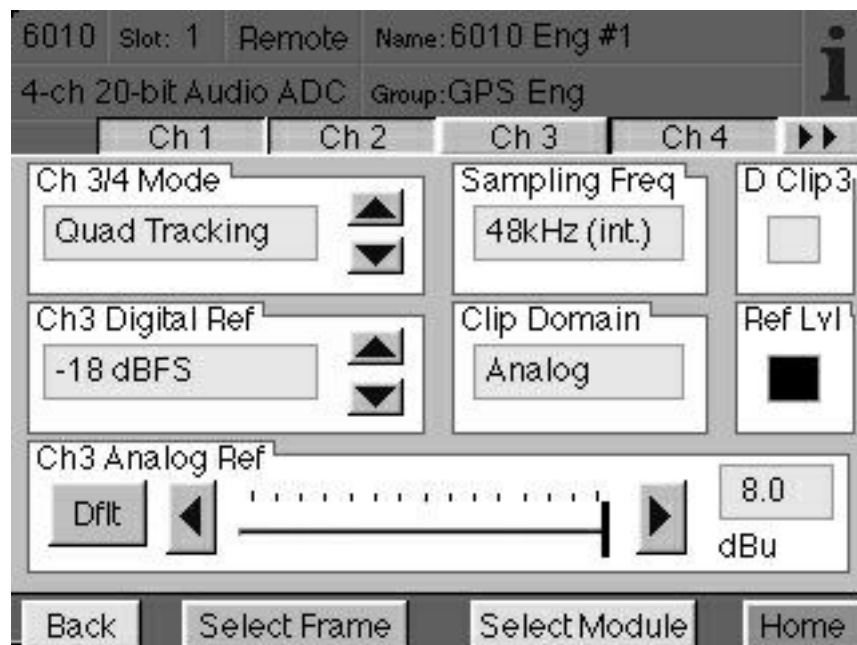 6010 Slot: 1 Remote Name: 6010 Eng #1
4-ch 20-bit Audio ADC Group: GPS Eng
i
Ch 1 Ch 2 Ch 3 Ch 4
Ch 3/4 Mode Sampling Freq D Clip3
Quad Tracking 48kHz (int.)
Ch3 Digital Ref Clip Domain Ref Lvl
-18 dBFS Analog
Ch3 Analog Ref
Dflt 8.0
dBu
Back Select Frame Select Module Home